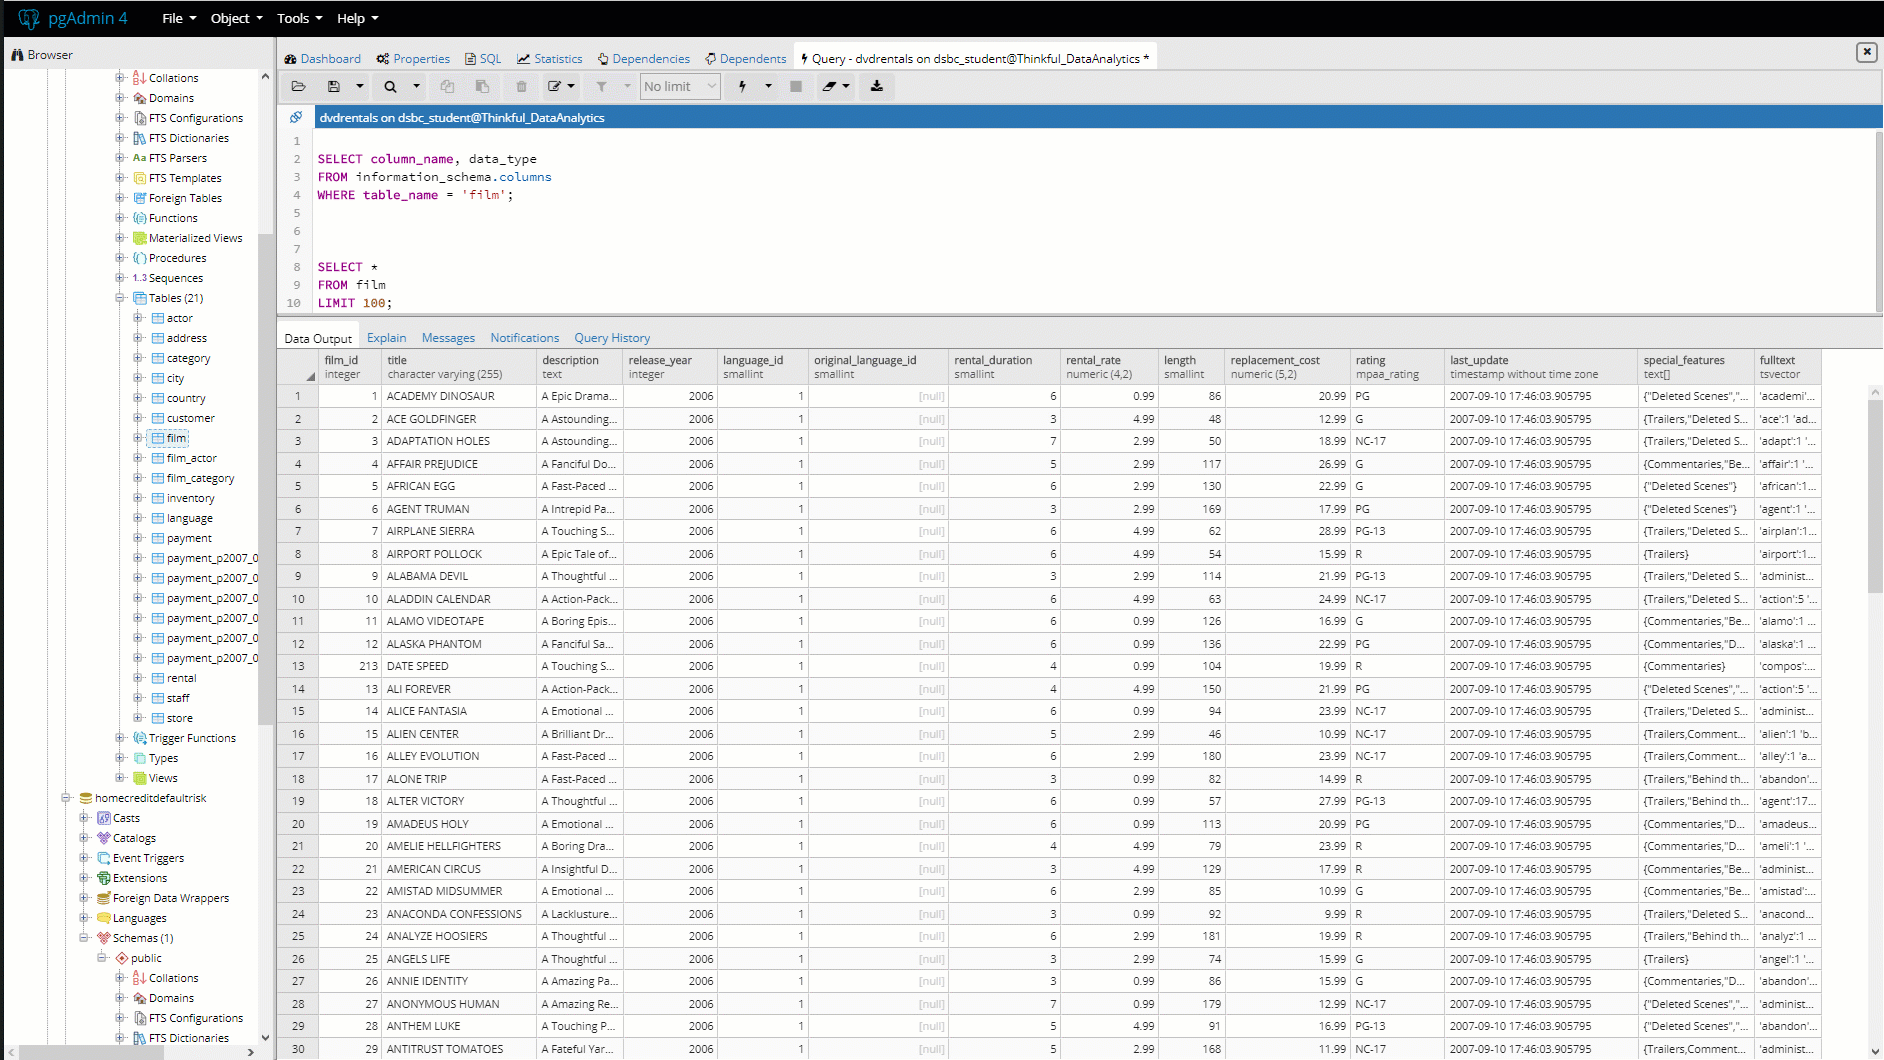 pgAdmin 4 File Object Tools Help
Browser
Dashboard Properties SQL Statistics Dependencies Dependents Query - dvdrentals on dsbc_student@Thinkful_DataAnalytics *
No limit
dvdrentals on dsbc_student@Thinkful_DataAnalytics
Collations
Domains
FTS Configurations
FTS Dictionaries
Aa FTS Parsers
FTS Templates
Foreign Tables
Functions
Materialized Views
Procedures
1..3 Sequences
Tables (21)
actor
address
category
city
country
customer
film
film_actor
film_category
inventory
language
payment
payment_p2007_0
payment_p2007_0
payment_p2007_0
payment_p2007_0
payment_p2007_0
payment_p2007_0
rental
staff
store
Trigger Functions
Types
Views
homecreditdefaultrisk
Casts
Catalogs
Event Triggers
Extensions
Foreign Data Wrappers
Languages
Schemas (1)
public
Collations
Domains
FTS Configurations
FTS Dictionaries
1
2 SELECT column_name, data_type
3 FROM information_schema.columns
4 WHERE table_name = 'film';
5
6
7
8 SELECT *
9 FROM film
10 LIMIT 100;
Data Output Explain Messages Notifications Query History
film_id title description release_year language_id original_language_id rental_duration rental_rate length replacement_cost rating last_update special_features fulltext
integer character varying (255) text integer smallint smallint smallint numeric (4,2) smallint numeric (5,2) mpaa_rating timestamp without time zone text[] tsvector
1 1 ACADEMY DINOSAUR A Epic Drama... 2006 1 [null] 6 0.99 86 20.99 PG 2007-09-10 17:46:03.905795 {"Deleted Scenes","... 'academi'...
2 2 ACE GOLDFINGER A Astounding... 2006 1 [null] 3 4.99 48 12.99 G 2007-09-10 17:46:03.905795 {Trailers,"Deleted S... 'ace':1 'ad...
3 3 ADAPTATION HOLES A Astounding... 2006 1 [null] 7 2.99 50 18.99 NC-17 2007-09-10 17:46:03.905795 {Trailers,"Deleted S... 'adapt':1 '...
4 4 AFFAIR PREJUDICE A Fanciful Do... 2006 1 [null] 5 2.99 117 26.99 G 2007-09-10 17:46:03.905795 {Commentaries,"Be... 'affair':1 '...
5 5 AFRICAN EGG A Fast-Paced ... 2006 1 [null] 6 2.99 130 22.99 G 2007-09-10 17:46:03.905795 {"Deleted Scenes"} 'african':1...
6 6 AGENT TRUMAN A Intrepid Pa... 2006 1 [null] 3 2.99 169 17.99 PG 2007-09-10 17:46:03.905795 {"Deleted Scenes"} 'agent':1 '...
7 7 AIRPLANE SIERRA A Touching S... 2006 1 [null] 6 4.99 62 28.99 PG-13 2007-09-10 17:46:03.905795 {Trailers,"Deleted S... 'airplan':1...
8 8 AIRPORT POLLOCK A Epic Tale of... 2006 1 [null] 6 4.99 54 15.99 R 2007-09-10 17:46:03.905795 {Trailers} 'airport':1...
9 9 ALABAMA DEVIL A Thoughtful ... 2006 1 [null] 3 2.99 114 21.99 PG-13 2007-09-10 17:46:03.905795 {Trailers,"Deleted S... 'administ...
10 10 ALADDIN CALENDAR A Action-Pack... 2006 1 [null] 6 4.99 63 24.99 NC-17 2007-09-10 17:46:03.905795 {Trailers,"Deleted S... 'action':5 '...
11 11 ALAMO VIDEOTAPE A Boring Epis... 2006 1 [null] 6 0.99 126 16.99 G 2007-09-10 17:46:03.905795 {Commentaries,"Be... 'alamo':1 '...
12 12 ALASKA PHANTOM A Fanciful Sa... 2006 1 [null] 6 0.99 136 22.99 PG 2007-09-10 17:46:03.905795 {Commentaries,"D... 'alaska':1 ...
13 213 DATE SPEED A Touching S... 2006 1 [null] 4 0.99 104 19.99 R 2007-09-10 17:46:03.905795 {Commentaries} 'compos':...
14 13 ALI FOREVER A Action-Pack... 2006 1 [null] 4 4.99 150 21.99 PG 2007-09-10 17:46:03.905795 {"Deleted Scenes","... 'action':5 '...
15 14 ALICE FANTASIA A Emotional ... 2006 1 [null] 6 0.99 94 23.99 NC-17 2007-09-10 17:46:03.905795 {Trailers,"Deleted S... 'administ...
16 15 ALIEN CENTER A Brilliant Dr... 2006 1 [null] 5 2.99 46 10.99 NC-17 2007-09-10 17:46:03.905795 {Trailers,Comment... 'alien':1 'b...
17 16 ALLEY EVOLUTION A Fast-Paced ... 2006 1 [null] 6 2.99 180 23.99 NC-17 2007-09-10 17:46:03.905795 {Trailers,Comment... 'alley':1 'a...
18 17 ALONE TRIP A Fast-Paced ... 2006 1 [null] 3 0.99 82 14.99 R 2007-09-10 17:46:03.905795 {Trailers,"Behind th... 'abandon'...
19 18 ALTER VICTORY A Thoughtful ... 2006 1 [null] 6 0.99 57 27.99 PG-13 2007-09-10 17:46:03.905795 {Trailers,"Behind th... 'agent':17...
20 19 AMADEUS HOLY A Emotional ... 2006 1 [null] 6 0.99 113 20.99 PG 2007-09-10 17:46:03.905795 {Commentaries,"D... 'amadeus...
21 20 AMELIE HELLFIGHTERS A Boring Dra... 2006 1 [null] 4 4.99 79 23.99 R 2007-09-10 17:46:03.905795 {Commentaries,"D... 'ameli':1 '...
22 21 AMERICAN CIRCUS A Insightful D... 2006 1 [null] 3 4.99 129 17.99 R 2007-09-10 17:46:03.905795 {Commentaries,"Be... 'administ...
23 22 AMISTAD MIDSUMMER A Emotional ... 2006 1 [null] 6 2.99 85 10.99 G 2007-09-10 17:46:03.905795 {Commentaries,"Be... 'amistad':...
24 23 ANACONDA CONFESSIONS A Lacklusture... 2006 1 [null] 3 0.99 92 9.99 R 2007-09-10 17:46:03.905795 {Trailers,"Deleted S... 'anacond...
25 24 ANALYZE HOOSIERS A Thoughtful ... 2006 1 [null] 6 2.99 181 19.99 R 2007-09-10 17:46:03.905795 {Trailers,"Behind th... 'analyz':1 ...
26 25 ANGELS LIFE A Thoughtful ... 2006 1 [null] 3 2.99 74 15.99 G 2007-09-10 17:46:03.905795 {Trailers} 'angel':1 '...
27 26 ANNIE IDENTITY A Amazing Pa... 2006 1 [null] 3 0.99 86 15.99 G 2007-09-10 17:46:03.905795 {Commentaries,"D... 'abandon'...
28 27 ANONYMOUS HUMAN A Amazing Re... 2006 1 [null] 7 0.99 179 12.99 NC-17 2007-09-10 17:46:03.905795 {"Deleted Scenes","... 'administ...
29 28 ANTHEM LUKE A Touching P... 2006 1 [null] 5 4.99 91 16.99 PG-13 2007-09-10 17:46:03.905795 {"Deleted Scenes","... 'abandon'...
30 29 ANTITRUST TOMATOES A Fateful Yar... 2006 1 [null] 5 2.99 168 11.99 NC-17 2007-09-10 17:46:03.905795 {Trailers,Comment... 'administ...